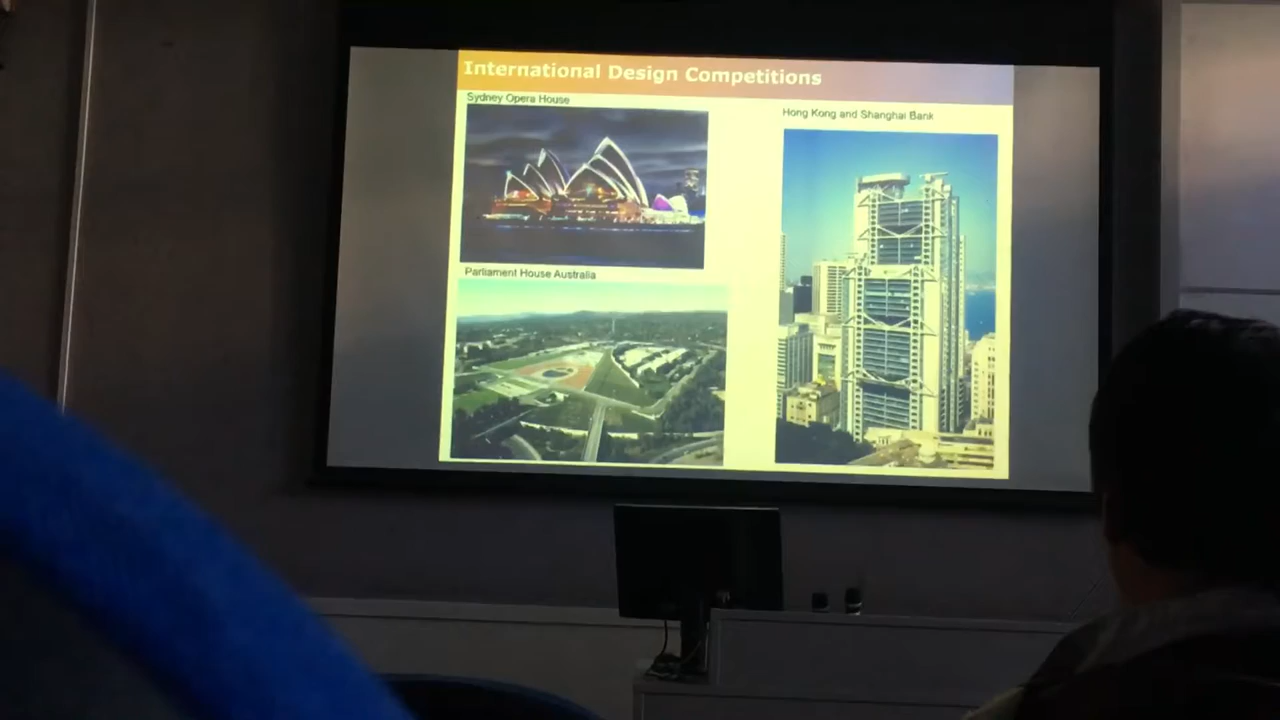 International Design Competitions
Sydney Opera House
Hong Kong and Shanghai Bank
Parliament House Australia